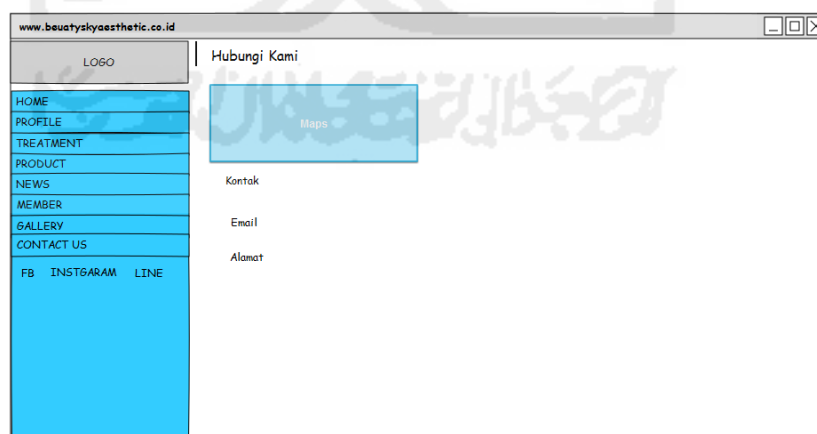 www.beuatyskyaesthetic.co.id
LOGO
Hubungi Kami
HOME
PROFILE
TREATMENT
PRODUCT
NEWS
MEMBER
GALLERY
CONTACT US
FB INSTGARAM LINE
Maps
Kontak
Email
Alamat